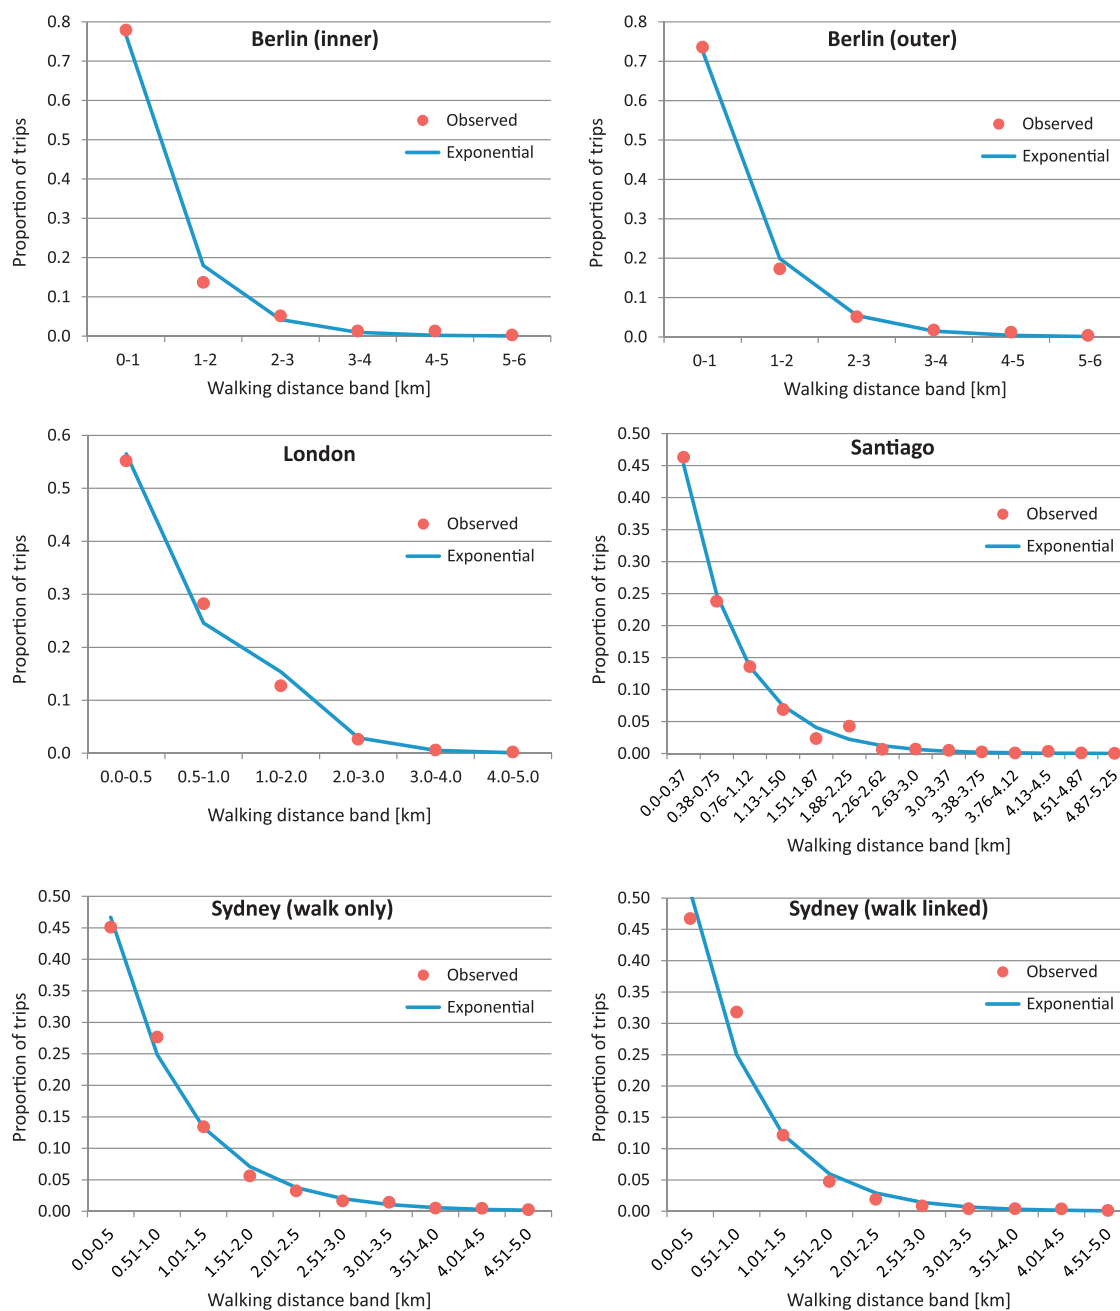 Berlin (inner)
0.8
0.7
0.6
0.5
0.4
0.3
0.2
0.1
0.0
Proportion of trips
Observed
Exponential
0-1 1-2 2-3 3-4 4-5 5-6
Walking distance band [km]
Berlin (outer)
0.8
0.7
0.6
0.5
0.4
0.3
0.2
0.1
0.0
Proportion of trips
Observed
Exponential
0-1 1-2 2-3 3-4 4-5 5-6
Walking distance band [km]
London
0.6
0.5
0.4
0.3
0.2
0.1
0.0
Proportion of trips
Observed
Exponential
0.0-0.5 0.5-1.0 1.0-2.0 2.0-3.0 3.0-4.0 4.0-5.0
Walking distance band [km]
Santiago
0.50
0.45
0.40
0.35
0.30
0.25
0.20
0.15
0.10
0.05
0.00
Proportion of trips
Observed
Exponential
0.0-0.37 0.38-0.75 0.76-1.12 1.13-1.50 1.51-1.87 1.88-2.25 2.26-2.62 2.63-3.0 3.0-3.37 3.38-3.75 3.76-4.12 4.13-4.5 4.51-4.87 4.87-5.25
Walking distance band [km]
Sydney (walk only)
0.50
0.45
0.40
0.35
0.30
0.25
0.20
0.15
0.10
0.05
0.00
Proportion of trips
Observed
Exponential
0.0-0.5 0.51-1.0 1.01-1.5 1.51-2.0 2.01-2.5 2.51-3.0 3.01-3.5 3.51-4.0 4.01-4.5 4.51-5.0
Walking distance band [km]
Sydney (walk linked)
0.50
0.45
0.40
0.35
0.30
0.25
0.20
0.15
0.10
0.05
0.00
Proportion of trips
Observed
Exponential
0.0-0.5 0.51-1.0 1.01-1.5 1.51-2.0 2.01-2.5 2.51-3.0 3.01-3.5 3.51-4.0 4.01-4.5 4.51-5.0
Walking distance band [km]